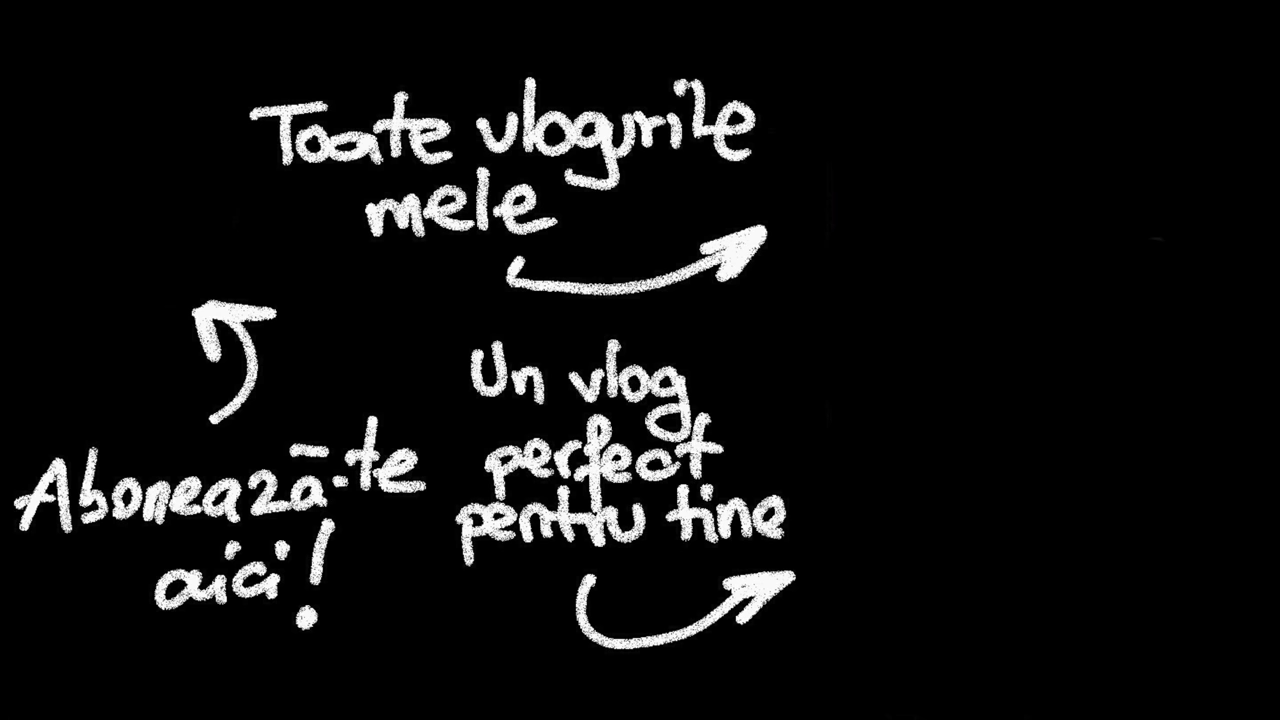 Toate vlogurile
mele
Un vlog
perfect
pentru tine
Abonează-te
aici!